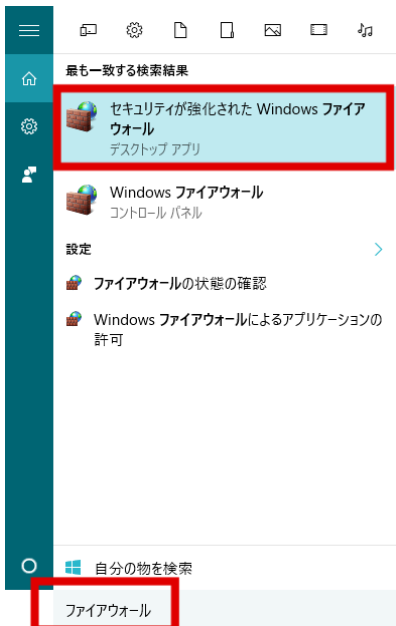 最も一致する検索結果
セキュリティが強化された Windows ファイア
ウォール
デスクトップ アプリ
Windows ファイアウォール
コントロール パネル
設定
ファイアウォールの状態の確認
Windows ファイアウォールによるアプリケーションの
許可
自分の物を検索
ファイアウォール